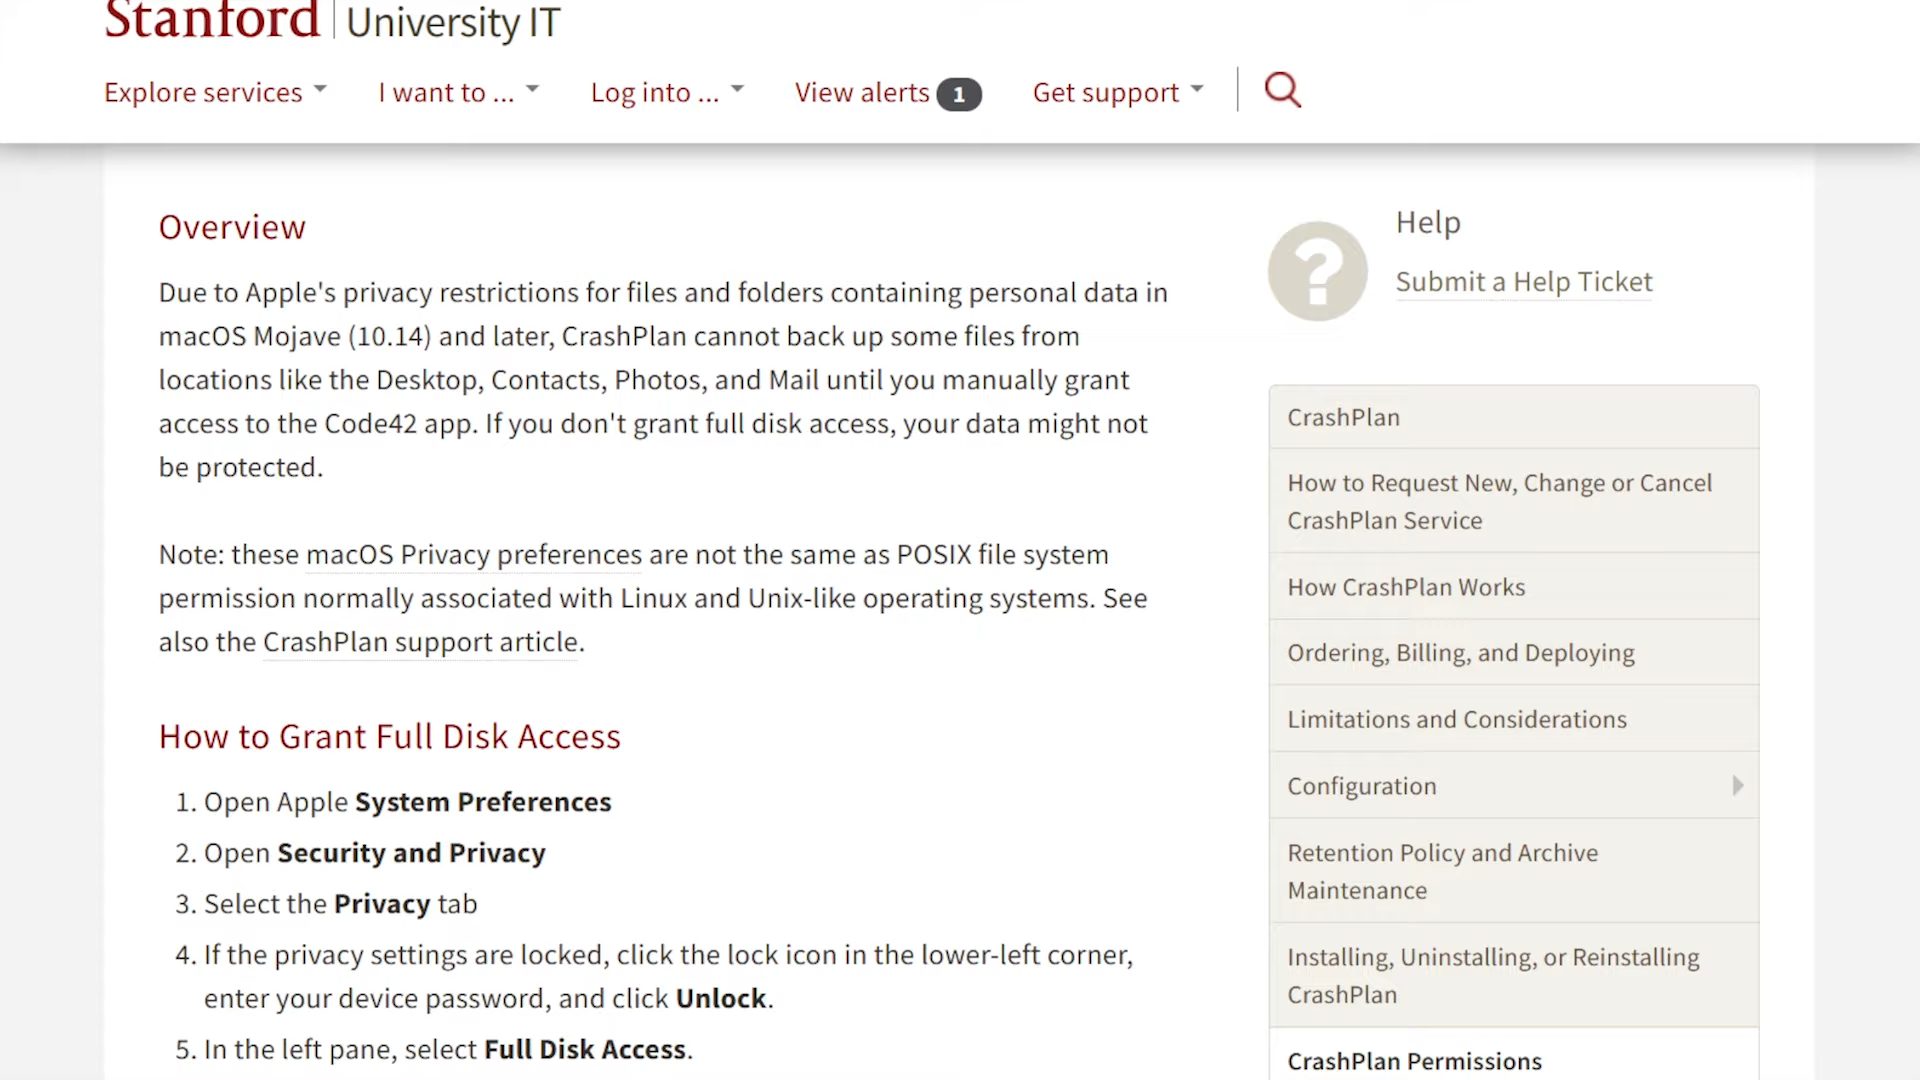 Stanford University IT
Explore services I want to ... Log into ... View alerts 1 Get support
Overview
Due to Apple's privacy restrictions for files and folders containing personal data in
macOS Mojave (10.14) and later, CrashPlan cannot back up some files from
locations like the Desktop, Contacts, Photos, and Mail until you manually grant
access to the Code42 app. If you don't grant full disk access, your data might not
be protected.
Note: these macOS Privacy preferences are not the same as POSIX file system
permission normally associated with Linux and Unix-like operating systems. See
also the CrashPlan support article.
How to Grant Full Disk Access
1. Open Apple System Preferences
2. Open Security and Privacy
3. Select the Privacy tab
4. If the privacy settings are locked, click the lock icon in the lower-left corner,
enter your device password, and click Unlock.
5. In the left pane, select Full Disk Access.
?
Help
Submit a Help Ticket
CrashPlan
How to Request New, Change or Cancel
CrashPlan Service
How CrashPlan Works
Ordering, Billing, and Deploying
Limitations and Considerations
Configuration
Retention Policy and Archive
Maintenance
Installing, Uninstalling, or Reinstalling
CrashPlan
CrashPlan Permissions